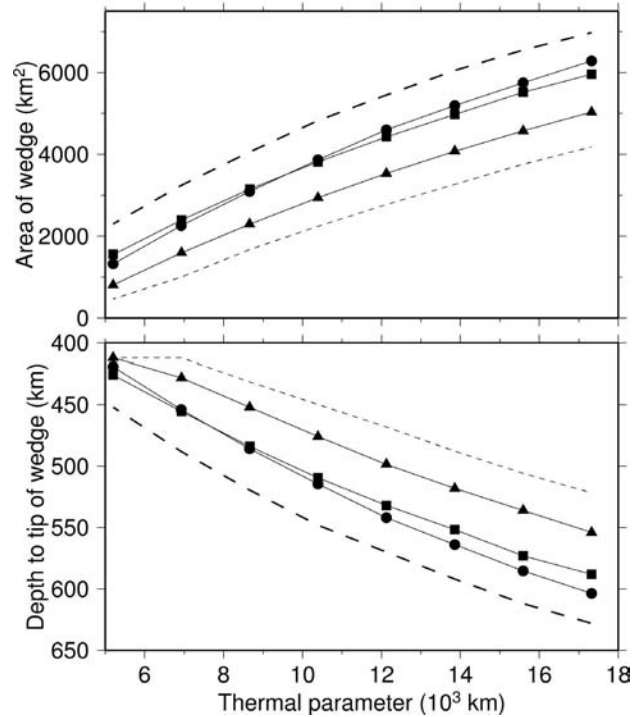 Area of wedge (km²)
6000
4000
2000
0
Depth to tip of wedge (km)
400
450
500
550
600
650
6 8 10 12 14 16 18
Thermal parameter (10³ km)